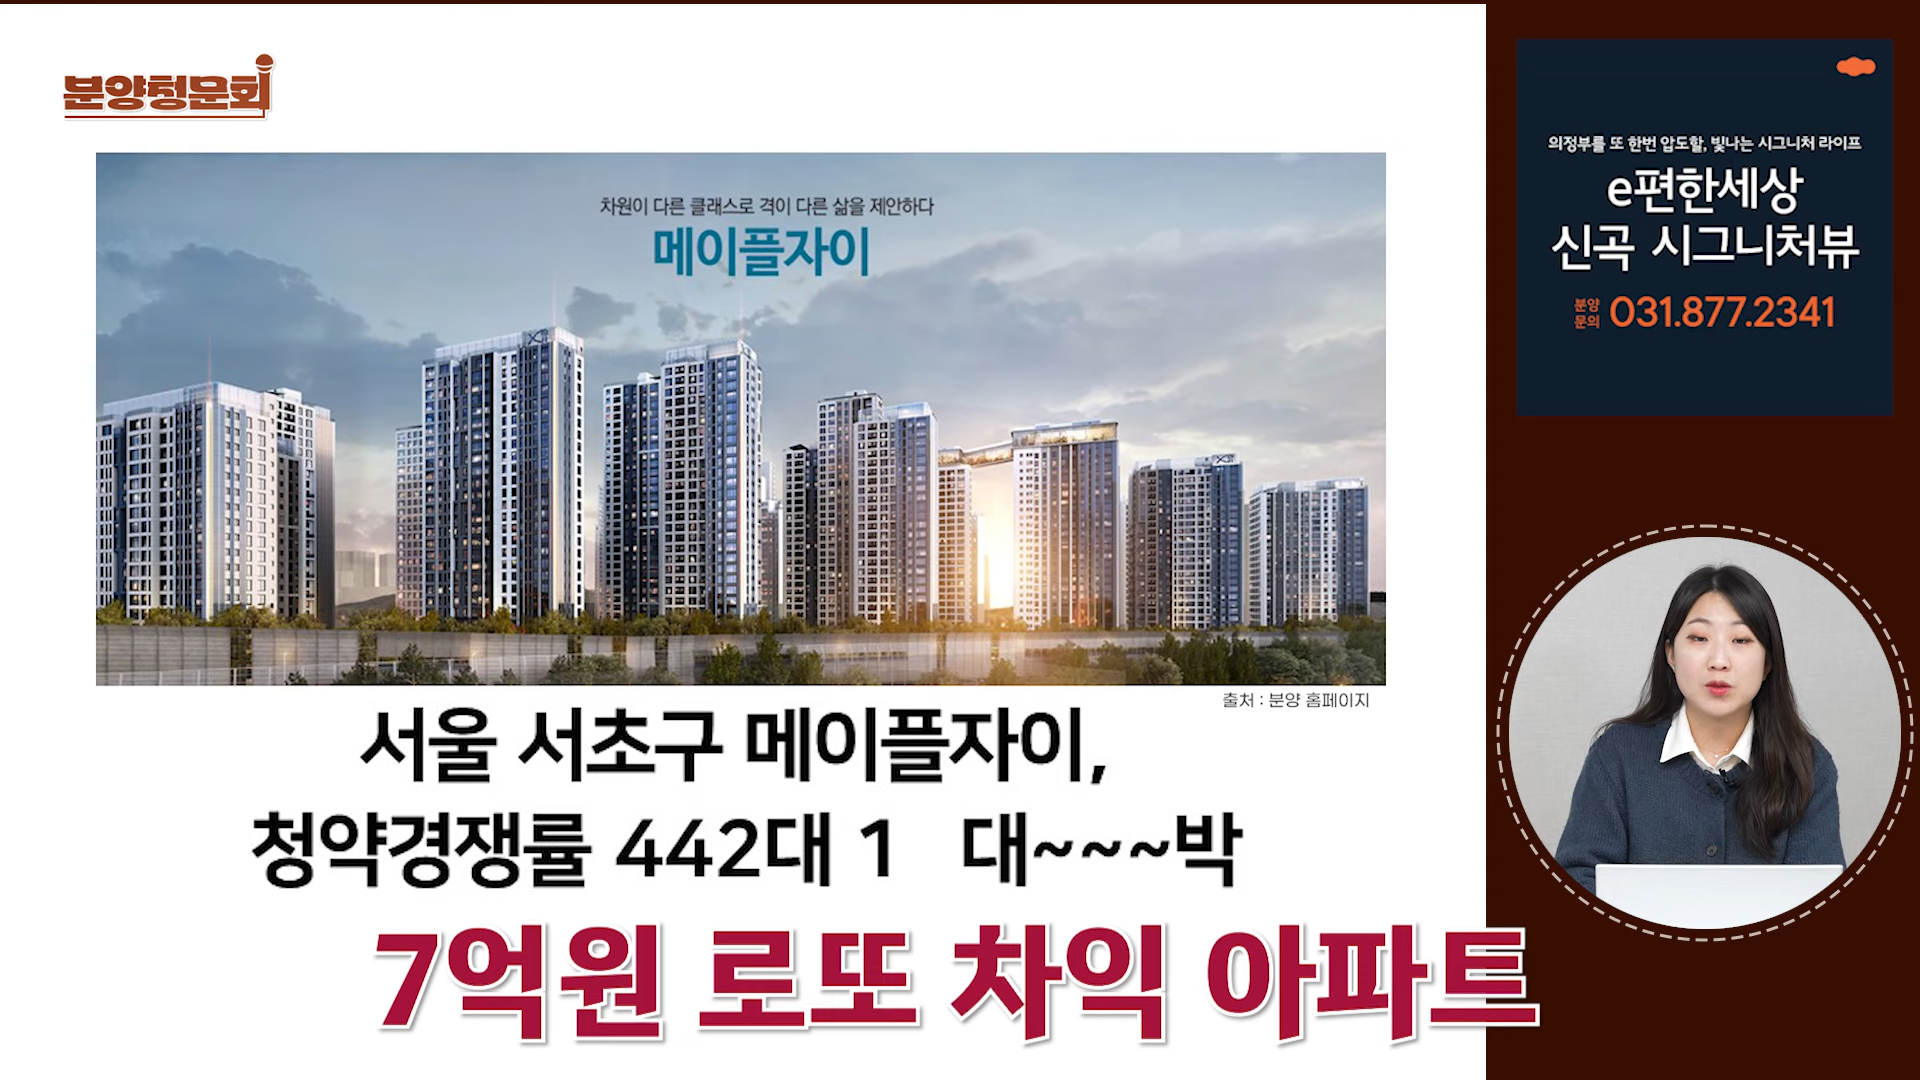 분양청문회
차원이 다른 클래스로 격이 다른 삶을 제안하다
메이플자이
출처 : 분양 홈페이지
서울 서초구 메이플자이,
청약경쟁률 442대 1 대~~~박
7억원 로또 차익 아파트
의정부를 또 한번 압도할, 빛나는 시그니처 라이프
e편한세상
신곡 시그니처뷰
분양
문의 031.877.2341